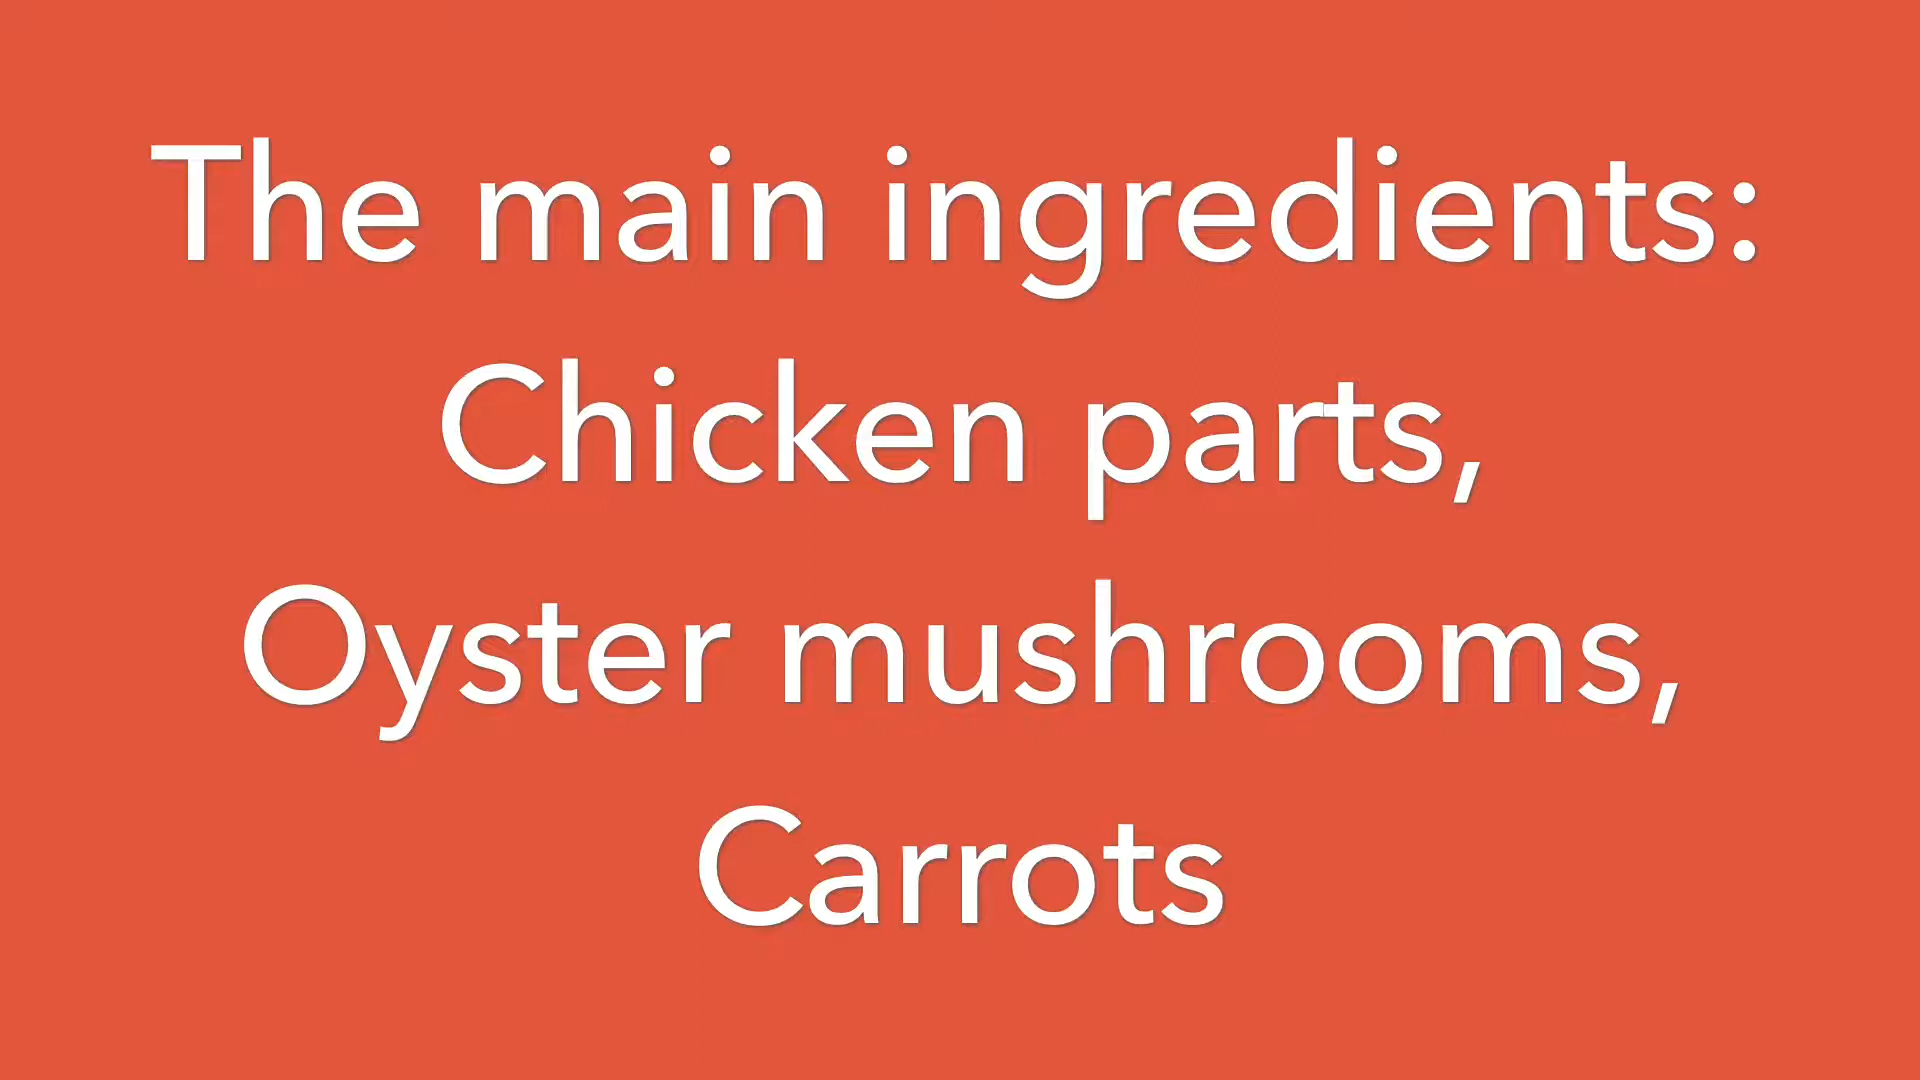 The main ingredients:
Chicken parts,
Oyster mushrooms,
Carrots